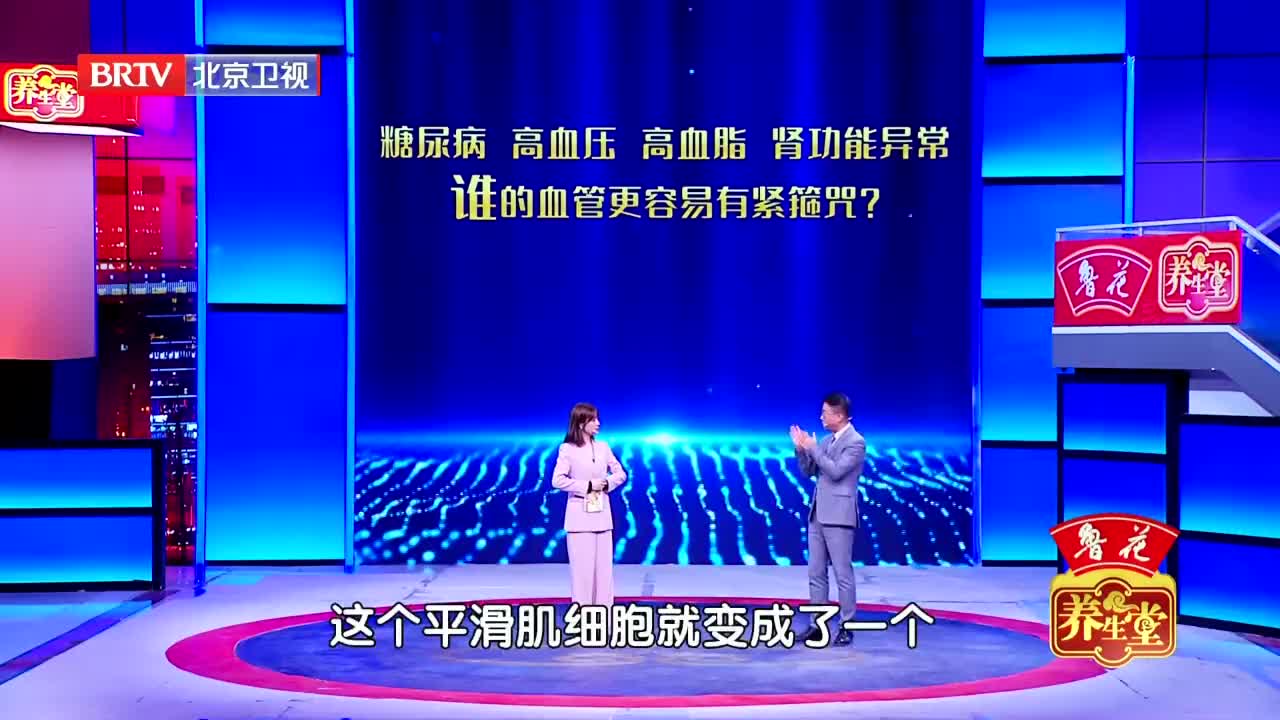 BRTV 北京卫视
养生堂
糖尿病 高血压 高血脂 肾功能异常
谁的血管更容易有紧箍咒?
鲁花 养生堂
鲁花
养生堂
这个平滑肌细胞就变成了一个